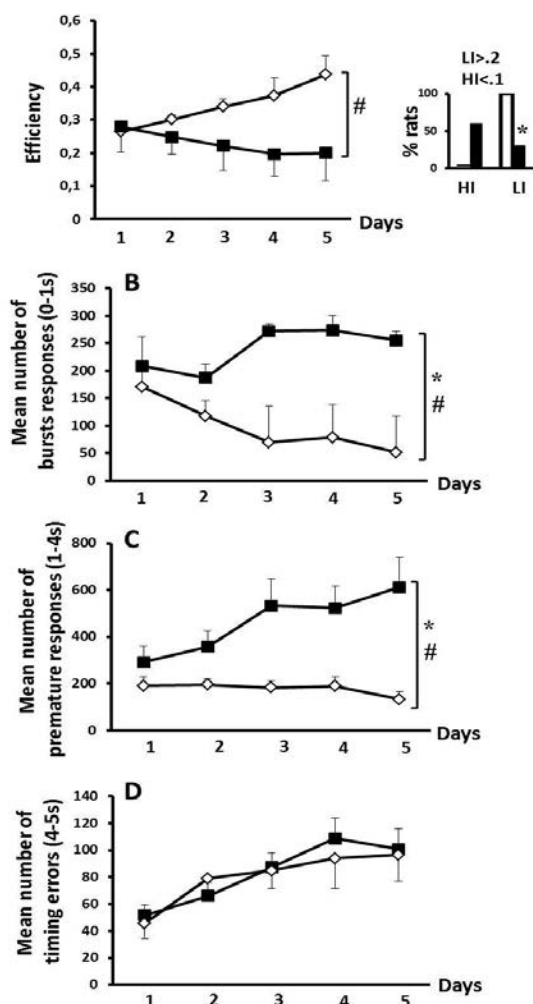 0,6
0,5
0,4
0,3
0,2
0,1
0
Efficiency
#
1 2 3 4 5 Days
LI>.2
HI<.1
100
50
0
% rats
*
HI LI
B
350
300
250
200
150
100
50
0
Mean number of
bursts responses (0-1s)
*
#
1 2 3 4 5 Days
C
800
600
400
200
0
Mean number of
premature responses (1-4s)
*
#
1 2 3 4 5 Days
D
140
120
100
80
60
40
20
0
Mean number of
timing errors (4-5s)
1 2 3 4 5 Days